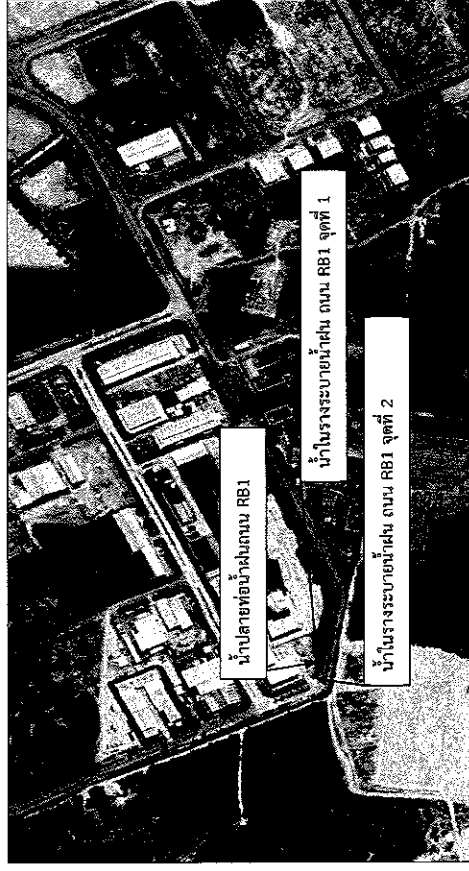 น้ำปลายท่อน้ำฝนถนน RB1
น้ำในรางระบายน้ำฝน ถนน RB1 จุดที่ 1
น้ำในรางระบายน้ำฝน ถนน RB1 จุดที่ 2